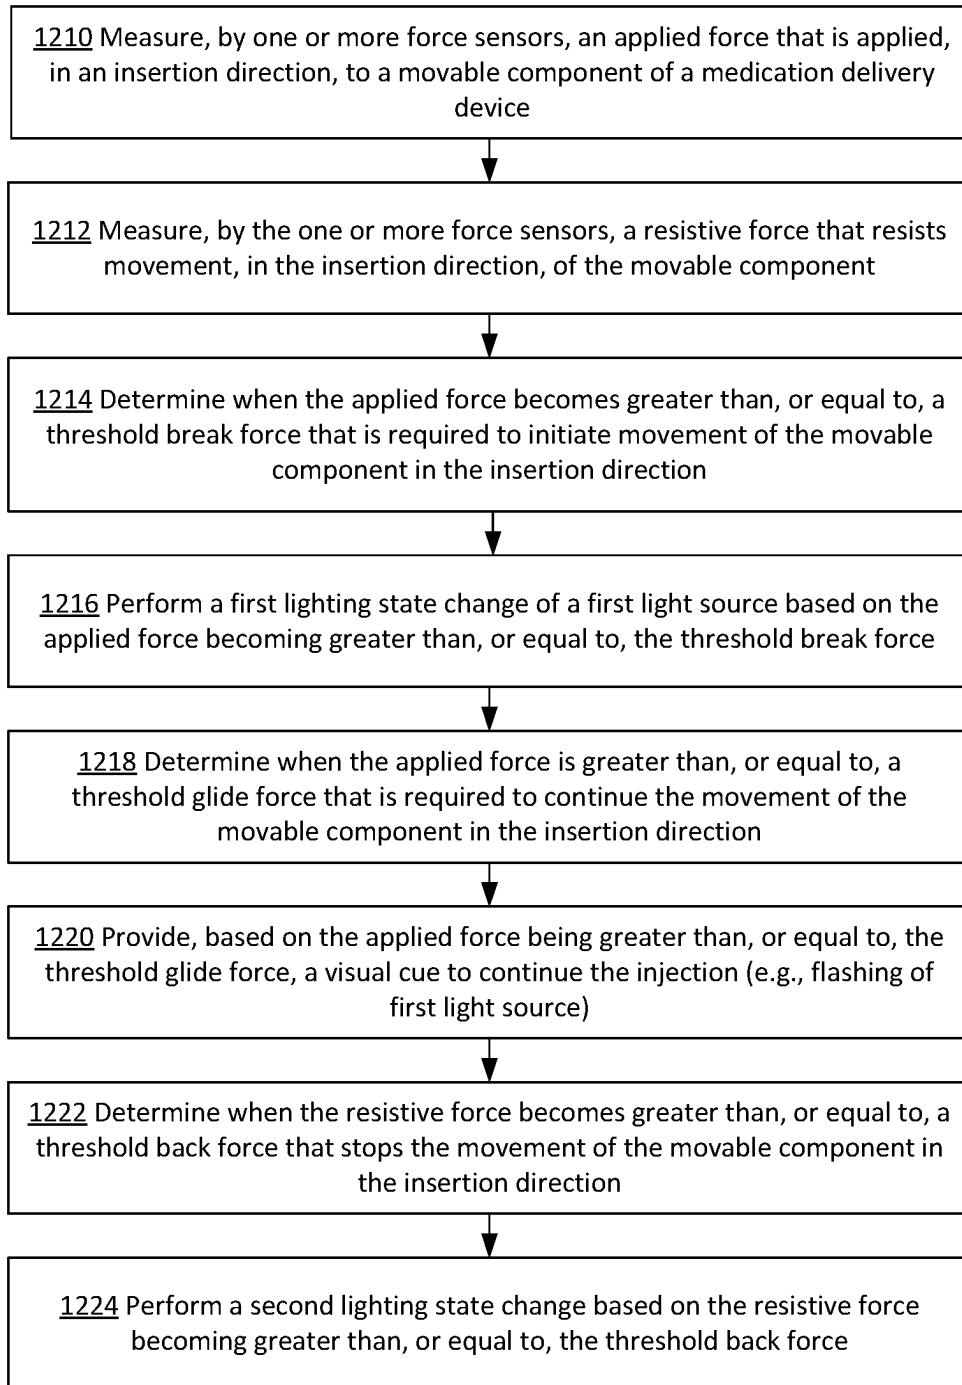 1210 Measure, by one or more force sensors, an applied force that is applied,
in an insertion direction, to a movable component of a medication delivery
device
1212 Measure, by the one or more force sensors, a resistive force that resists
movement, in the insertion direction, of the movable component
1214 Determine when the applied force becomes greater than, or equal to, a
threshold break force that is required to initiate movement of the movable
component in the insertion direction
1216 Perform a first lighting state change of a first light source based on the
applied force becoming greater than, or equal to, the threshold break force
1218 Determine when the applied force is greater than, or equal to, a
threshold glide force that is required to continue the movement of the
movable component in the insertion direction
1220 Provide, based on the applied force being greater than, or equal to, the
threshold glide force, a visual cue to continue the injection (e.g., flashing of
first light source)
1222 Determine when the resistive force becomes greater than, or equal to, a
threshold back force that stops the movement of the movable component in
the insertion direction
1224 Perform a second lighting state change based on the resistive force
becoming greater than, or equal to, the threshold back force